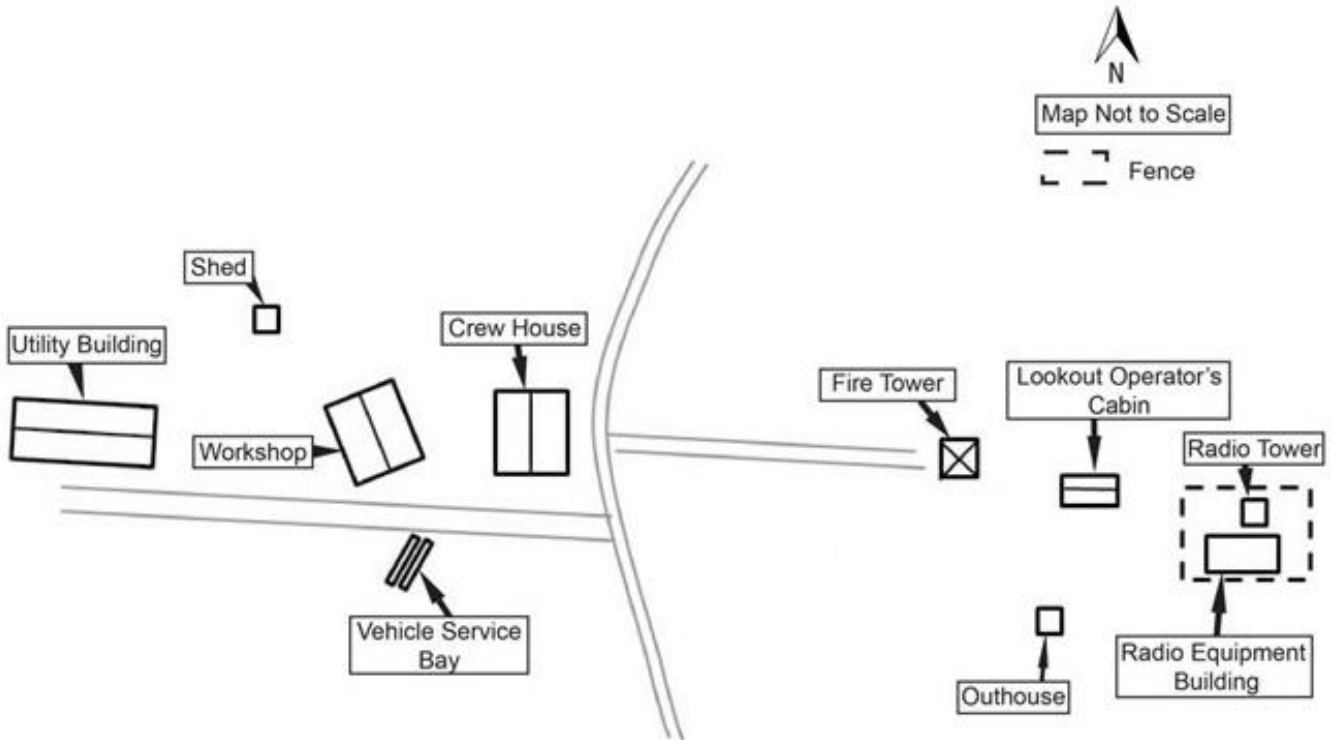 N
Map Not to Scale
Fence
Shed
Utility Building
Crew House
Workshop
Fire Tower
Lookout Operator's
Cabin
Radio Tower
Vehicle Service
Bay
Outhouse
Radio Equipment
Building